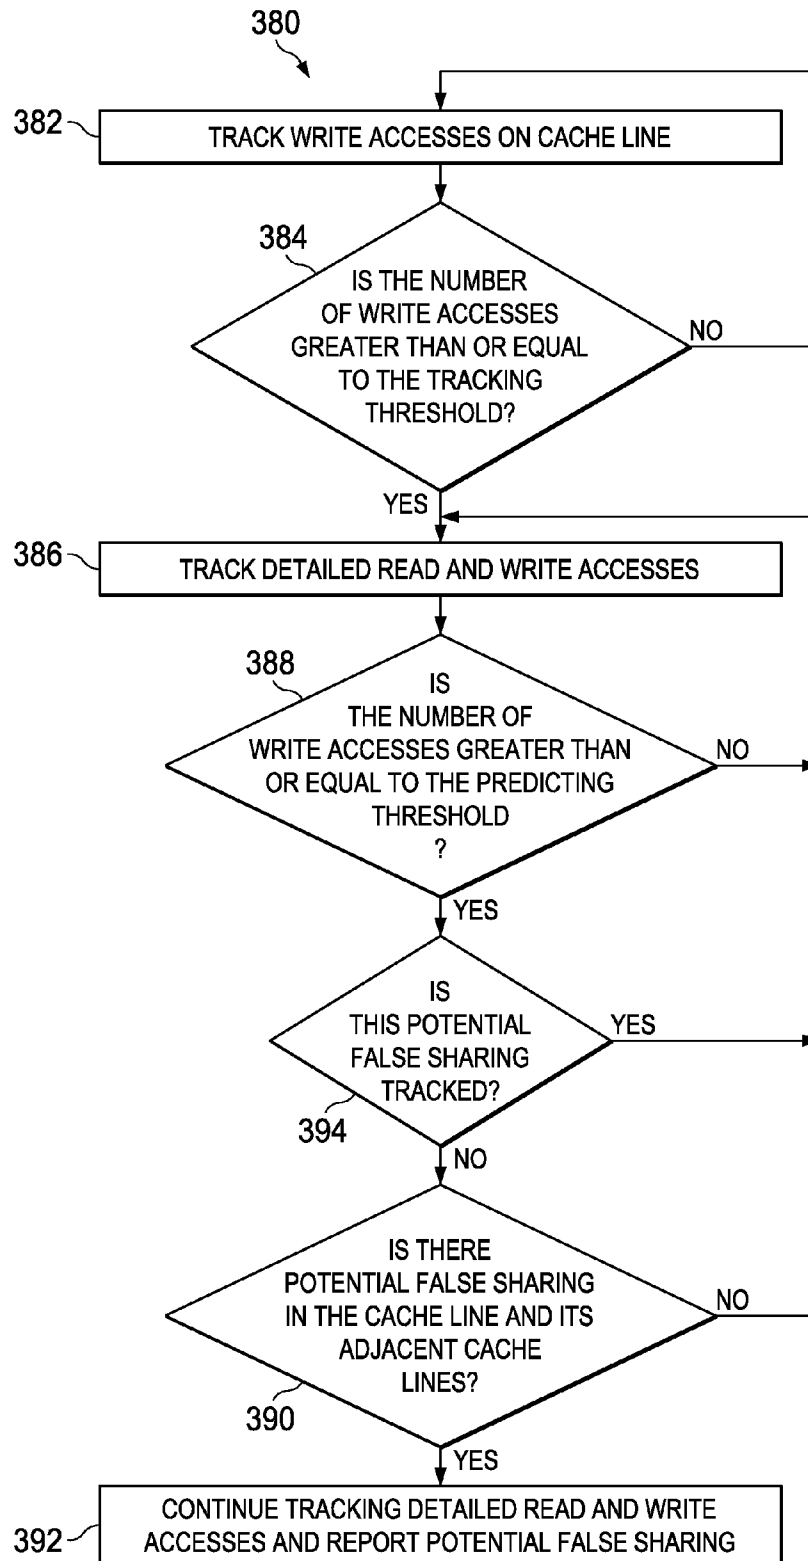 380
382
TRACK WRITE ACCESSES ON CACHE LINE
384
IS THE NUMBER
OF WRITE ACCESSES
GREATER THAN OR EQUAL
TO THE TRACKING
THRESHOLD?
NO
YES
386
TRACK DETAILED READ AND WRITE ACCESSES
388
IS
THE NUMBER OF
WRITE ACCESSES GREATER THAN
OR EQUAL TO THE PREDICTING
THRESHOLD
?
NO
YES
IS
THIS POTENTIAL
FALSE SHARING
TRACKED?
YES
394
NO
IS THERE
POTENTIAL FALSE SHARING
IN THE CACHE LINE AND ITS
ADJACENT CACHE
LINES?
NO
390
YES
392
CONTINUE TRACKING DETAILED READ AND WRITE
ACCESSES AND REPORT POTENTIAL FALSE SHARING